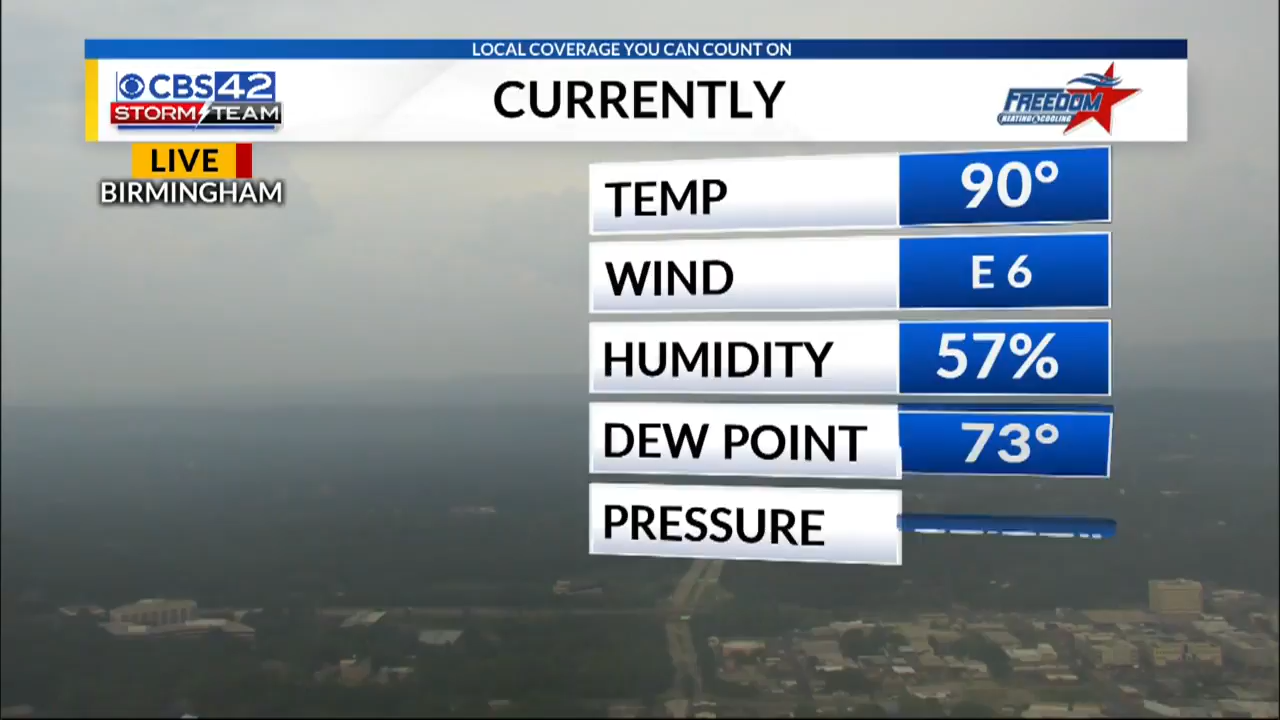 LOCAL COVERAGE YOU CAN COUNT ON
CBS 42
STORM TEAM
CURRENTLY
FREEDOM
HEATING & COOLING
LIVE
BIRMINGHAM
TEMP 90°
WIND E 6
HUMIDITY 57%
DEW POINT 73°
PRESSURE